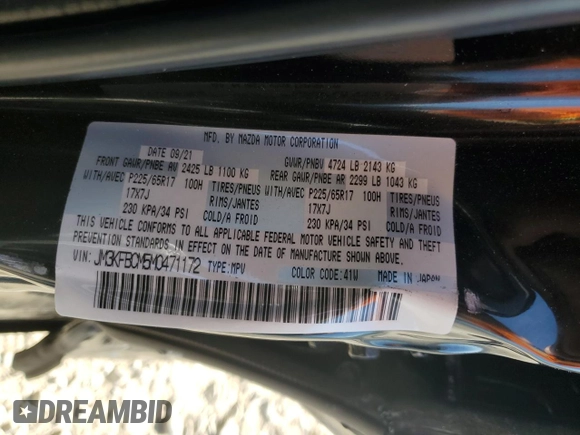 MFD. BY MAZDA MOTOR CORPORATION
DATE 09/21 GVWR/PNBV 4724 LB 2143 KG
FRONT GAWR/PNBE AV 2425 LB 1100 KG REAR GAWR/PNBE AR 2299 LB 1043 KG
WITH/AVEC P225/65R17 100H TIRES/PNEUS WITH/AVEC P225/65R17 100H TIRES/PNEUS
17X7J RIMS/JANTES 17X7J RIMS/JANTES
230 KPA/34 PSI COLD/A FROID 230 KPA/34 PSI COLD/A FROID
THIS VEHICLE CONFORMS TO ALL APPLICABLE FEDERAL MOTOR VEHICLE SAFETY AND THEFT
PREVENTION STANDARDS IN EFFECT ON THE DATE OF MANUFACTURE SHOWN ABOVE.
VIN: JM3KFBCM5M0471172 TYPE:MPV COLOR CODE:41W MADE IN JAPAN
DREAMBID